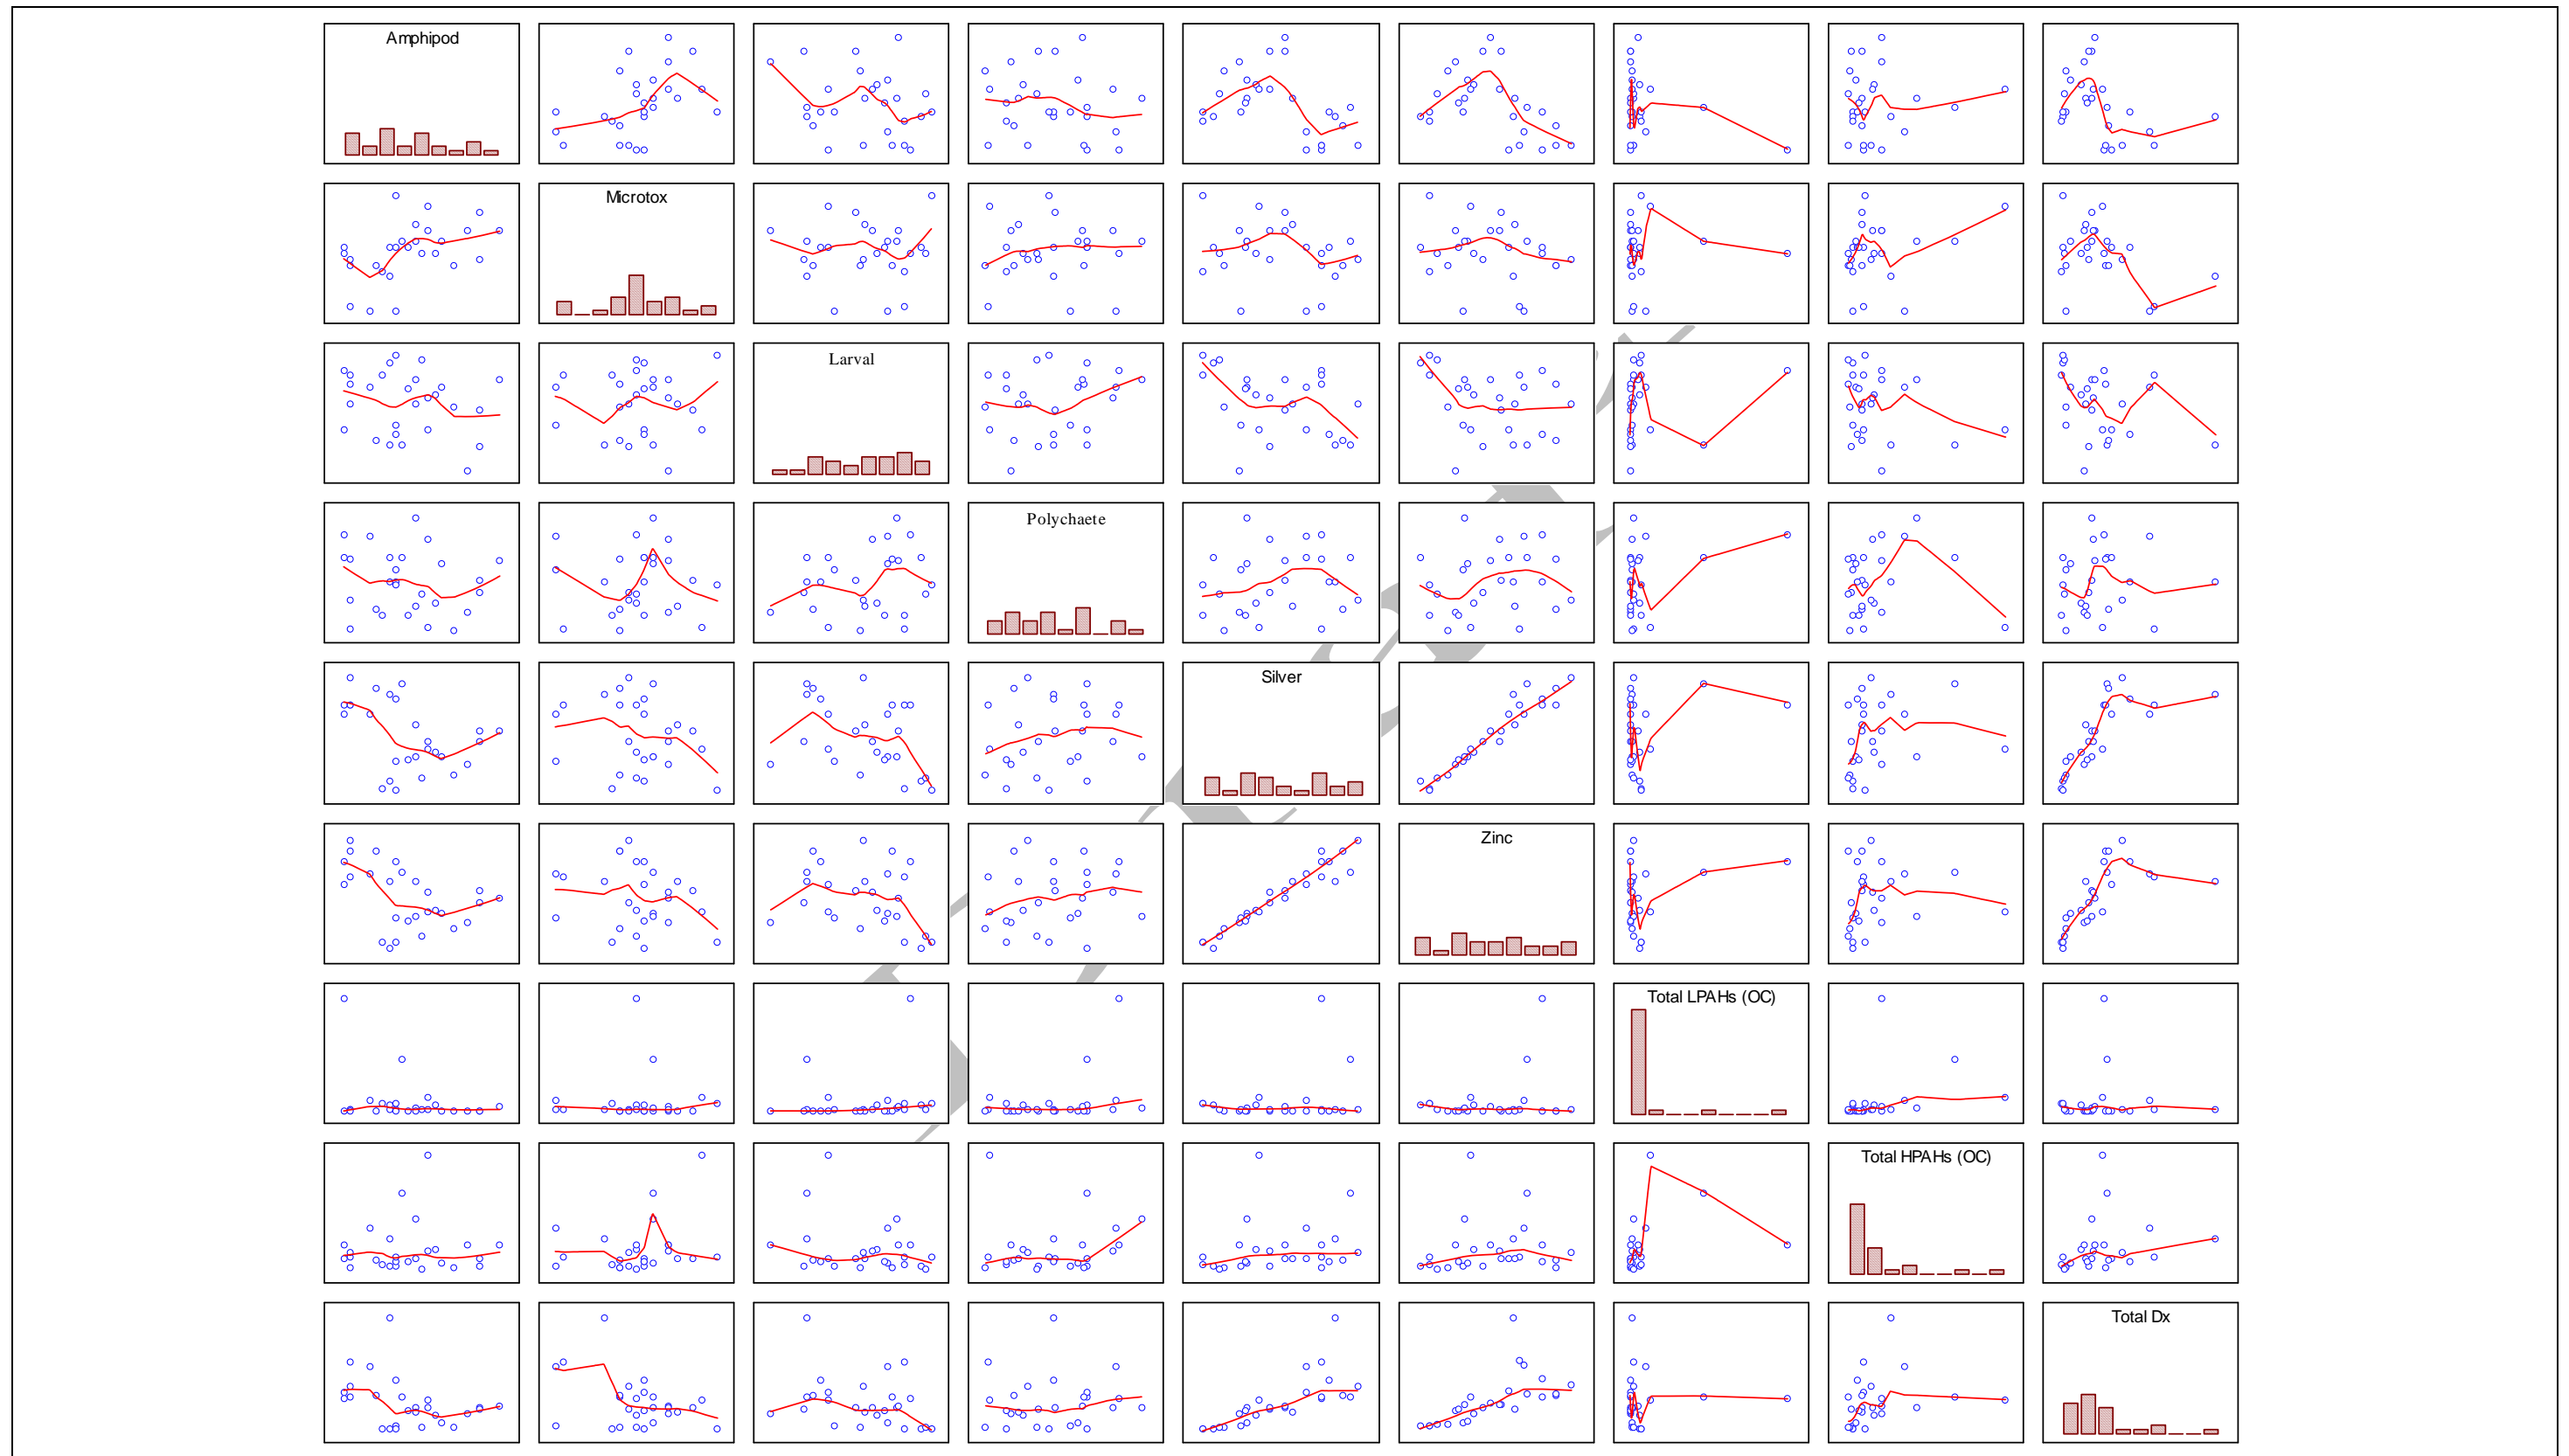 Amphipod
Microtox
Larval
Polychaete
Silver
Zinc
Total LPAHs (OC)
Total HPAHs (OC)
Total Dx